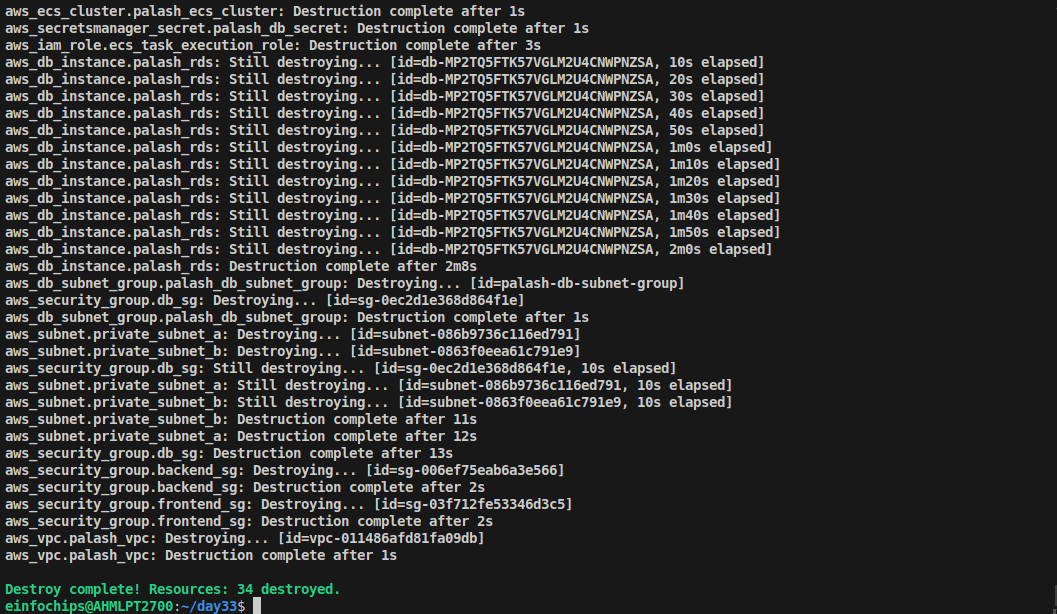 aws_ecs_cluster.palash_ecs_cluster: Destruction complete after 1s
aws_secretsmanager_secret.palash_db_secret: Destruction complete after 1s
aws_iam_role.ecs_task_execution_role: Destruction complete after 3s
aws_db_instance.palash_rds: Still destroying... [id=db-MP2TQ5FTK57VGLM2U4CNWPNZSA, 10s elapsed]
aws_db_instance.palash_rds: Still destroying... [id=db-MP2TQ5FTK57VGLM2U4CNWPNZSA, 20s elapsed]
aws_db_instance.palash_rds: Still destroying... [id=db-MP2TQ5FTK57VGLM2U4CNWPNZSA, 30s elapsed]
aws_db_instance.palash_rds: Still destroying... [id=db-MP2TQ5FTK57VGLM2U4CNWPNZSA, 40s elapsed]
aws_db_instance.palash_rds: Still destroying... [id=db-MP2TQ5FTK57VGLM2U4CNWPNZSA, 50s elapsed]
aws_db_instance.palash_rds: Still destroying... [id=db-MP2TQ5FTK57VGLM2U4CNWPNZSA, 1m0s elapsed]
aws_db_instance.palash_rds: Still destroying... [id=db-MP2TQ5FTK57VGLM2U4CNWPNZSA, 1m10s elapsed]
aws_db_instance.palash_rds: Still destroying... [id=db-MP2TQ5FTK57VGLM2U4CNWPNZSA, 1m20s elapsed]
aws_db_instance.palash_rds: Still destroying... [id=db-MP2TQ5FTK57VGLM2U4CNWPNZSA, 1m30s elapsed]
aws_db_instance.palash_rds: Still destroying... [id=db-MP2TQ5FTK57VGLM2U4CNWPNZSA, 1m40s elapsed]
aws_db_instance.palash_rds: Still destroying... [id=db-MP2TQ5FTK57VGLM2U4CNWPNZSA, 1m50s elapsed]
aws_db_instance.palash_rds: Still destroying... [id=db-MP2TQ5FTK57VGLM2U4CNWPNZSA, 2m0s elapsed]
aws_db_instance.palash_rds: Destruction complete after 2m8s
aws_db_subnet_group.palash_db_subnet_group: Destroying... [id=palash-db-subnet-group]
aws_security_group.db_sg: Destroying... [id=sg-0ec2d1e368d864f1e]
aws_db_subnet_group.palash_db_subnet_group: Destruction complete after 1s
aws_subnet.private_subnet_a: Destroying... [id=subnet-086b9736c116ed791]
aws_subnet.private_subnet_b: Destroying... [id=subnet-0863f0eea61c791e9]
aws_security_group.db_sg: Still destroying... [id=sg-0ec2d1e368d864f1e, 10s elapsed]
aws_subnet.private_subnet_a: Still destroying... [id=subnet-086b9736c116ed791, 10s elapsed]
aws_subnet.private_subnet_b: Still destroying... [id=subnet-0863f0eea61c791e9, 10s elapsed]
aws_subnet.private_subnet_b: Destruction complete after 11s
aws_subnet.private_subnet_a: Destruction complete after 12s
aws_security_group.db_sg: Destruction complete after 13s
aws_security_group.backend_sg: Destroying... [id=sg-006ef75eab6a3e566]
aws_security_group.backend_sg: Destruction complete after 2s
aws_security_group.frontend_sg: Destroying... [id=sg-03f712fe53346d3c5]
aws_security_group.frontend_sg: Destruction complete after 2s
aws_vpc.palash_vpc: Destroying... [id=vpc-011486afd81fa09db]
aws_vpc.palash_vpc: Destruction complete after 1s
Destroy complete! Resources: 34 destroyed.
einfochips@AHMLPT2700:~/day33$